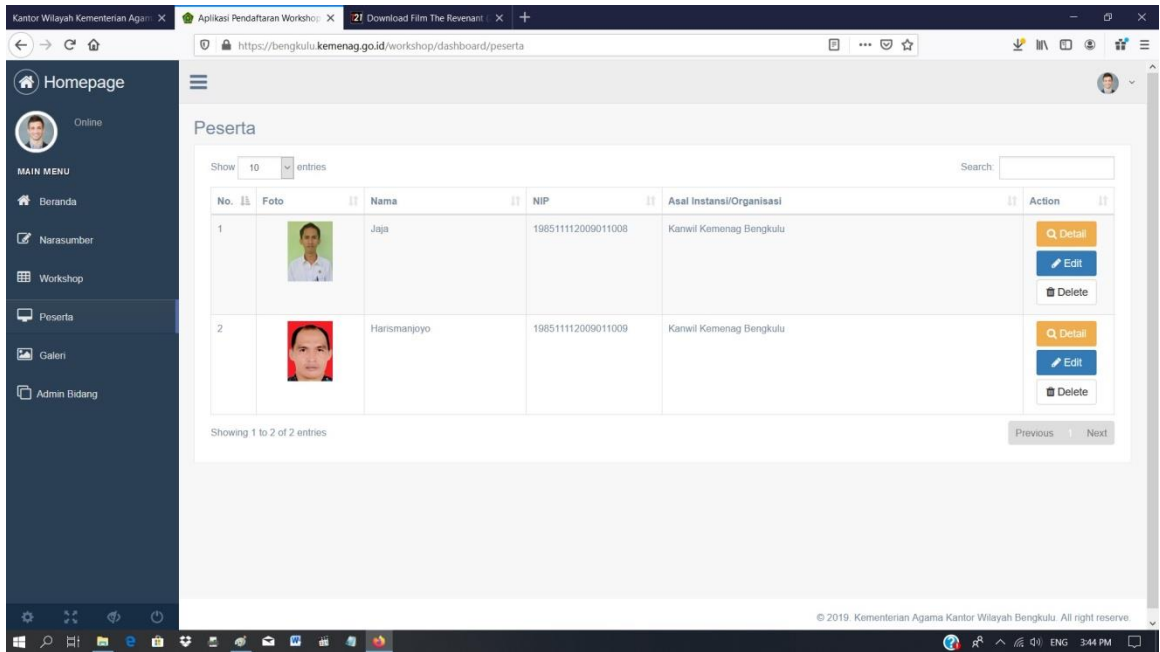 Kantor Wilayah Kementerian Agam
Aplikasi Pendaftaran Workshop
21 Download Film The Revenant
https://bengkulu.kemenag.go.id/workshop/dashboard/peserta
Homepage
Online
MAIN MENU
Beranda
Narasumber
Workshop
Peserta
Galeri
Admin Bidang
Peserta
Show 10 entries
Search:
No. Foto Nama NIP Asal Instansi/Organisasi Action
1 Jaja 198511112009011008 Kanwil Kemenag Bengkulu
Detail
Edit
Delete
2 Harismanjoyo 198511112009011009 Kanwil Kemenag Bengkulu
Detail
Edit
Delete
Showing 1 to 2 of 2 entries
Previous 1 Next
© 2019. Kementerian Agama Kantor Wilayah Bengkulu. All right reserve.
ENG 3:44 PM